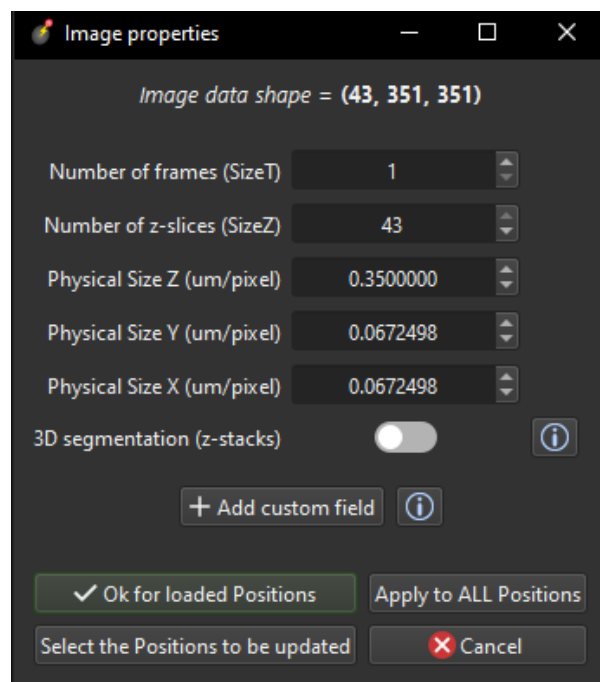 Image properties
Image data shape = (43, 351, 351)
Number of frames (SizeT) 1
Number of z-slices (SizeZ) 43
Physical Size Z (um/pixel) 0.3500000
Physical Size Y (um/pixel) 0.0672498
Physical Size X (um/pixel) 0.0672498
3D segmentation (z-stacks)
+ Add custom field
Ok for loaded Positions Apply to ALL Positions
Select the Positions to be updated Cancel